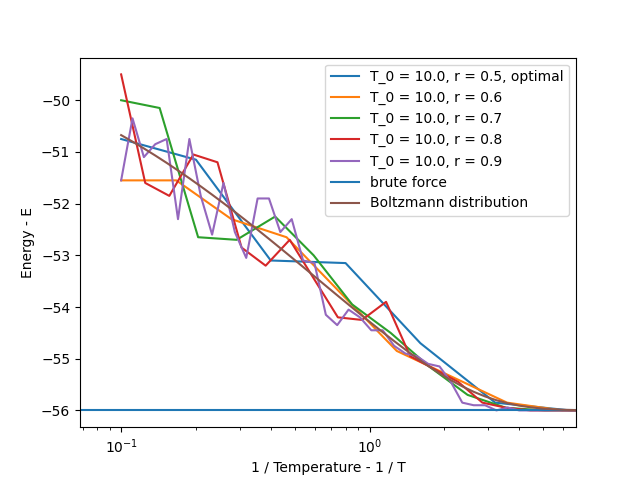 T_0 = 10.0, r = 0.5, optimal
T_0 = 10.0, r = 0.6
T_0 = 10.0, r = 0.7
T_0 = 10.0, r = 0.8
T_0 = 10.0, r = 0.9
brute force
Boltzmann distribution
Energy - E
−50
−51
−52
−53
−54
−55
−56
10⁻¹
10⁰
1 / Temperature - 1 / T